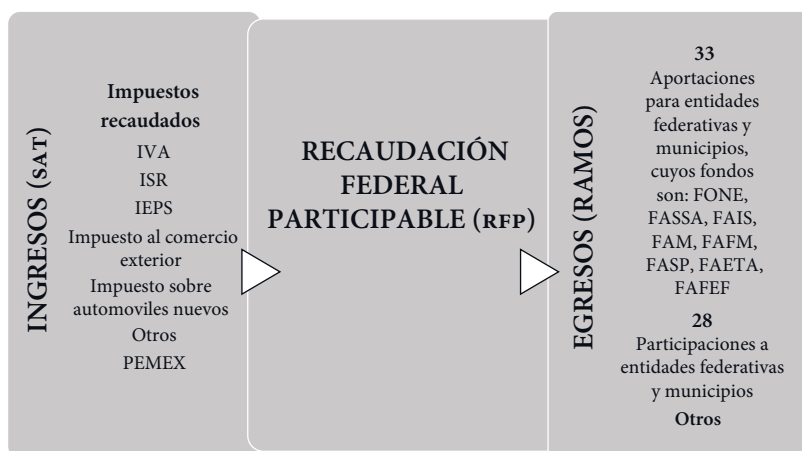 INGRESOS (SAT)
Impuestos
recaudados
IVA
ISR
IEPS
Impuesto al comercio
exterior
Impuesto sobre
automoviles nuevos
Otros
PEMEX
RECAUDACIÓN
FEDERAL
PARTICIPABLE (RFP)
EGRESOS (RAMOS)
33
Aportaciones
para entidades
federativas y
municipios,
cuyos fondos
son: FONE,
FASSA, FAIS,
FAM, FAFM,
FASP, FAETA,
FAFEF
28
Participaciones a
entidades federativas
y municipios
Otros